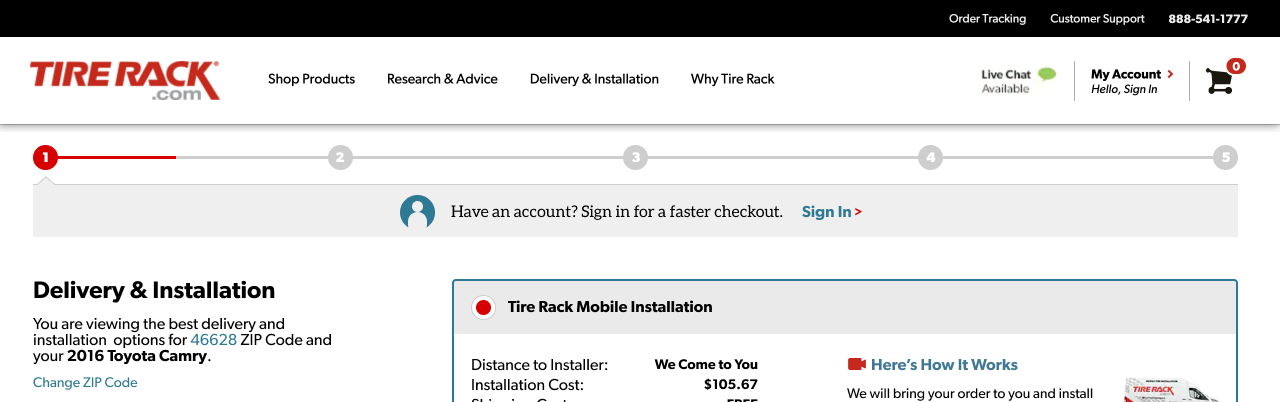 Order Tracking Customer Support 888-541-1777
TIRE RACK
.com
Shop Products Research & Advice Delivery & Installation Why Tire Rack
Live Chat
Available
My Account >
Hello, Sign In
0
1 2 3 4 5
Have an account? Sign in for a faster checkout. Sign In >
Delivery & Installation
You are viewing the best delivery and
installation options for 46628 ZIP Code and
your 2016 Toyota Camry.
Change ZIP Code
Tire Rack Mobile Installation
Distance to Installer: We Come to You
Installation Cost: $105.67
Shipping Cost: FREE
Here's How It Works
We will bring your order to you and install
TIRE RACK